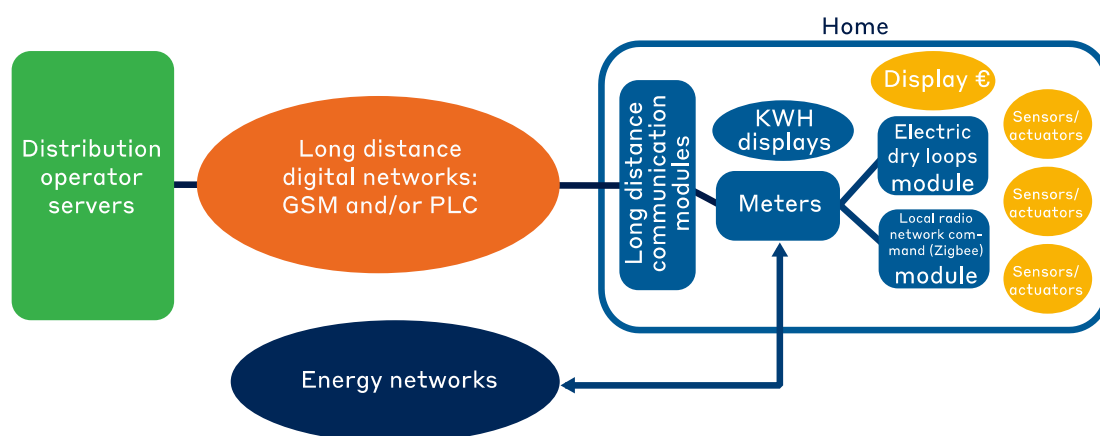 Home
Distribution
operator
servers
Long distance
digital networks:
GSM and/or PLC
Long distance
communication
modules
KWH
displays
Meters
Display €
Electric
dry loops
module
Local radio
network com-
mand (Zigbee)
module
Sensors/
actuators
Sensors/
actuators
Sensors/
actuators
Energy networks